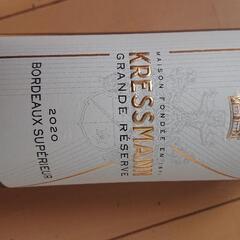 MAISON FONDÉE EN 1871
KRESSMANN
GRANDE RÉSERVE
2020
BORDEAUX SUPÉRIEUR